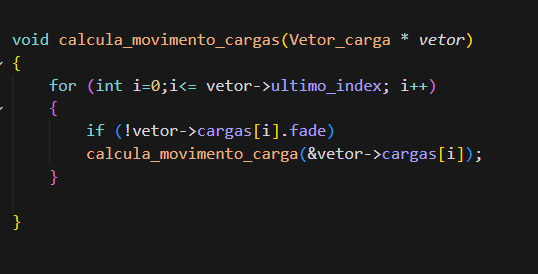 void calcula_movimento_cargas(Vetor_carga * vetor)
{
    for (int i=0;i<= vetor->ultimo_index; i++)
    {
        if (!vetor->cargas[i].fade)
        calcula_movimento_carga(&vetor->cargas[i]);
    }
}